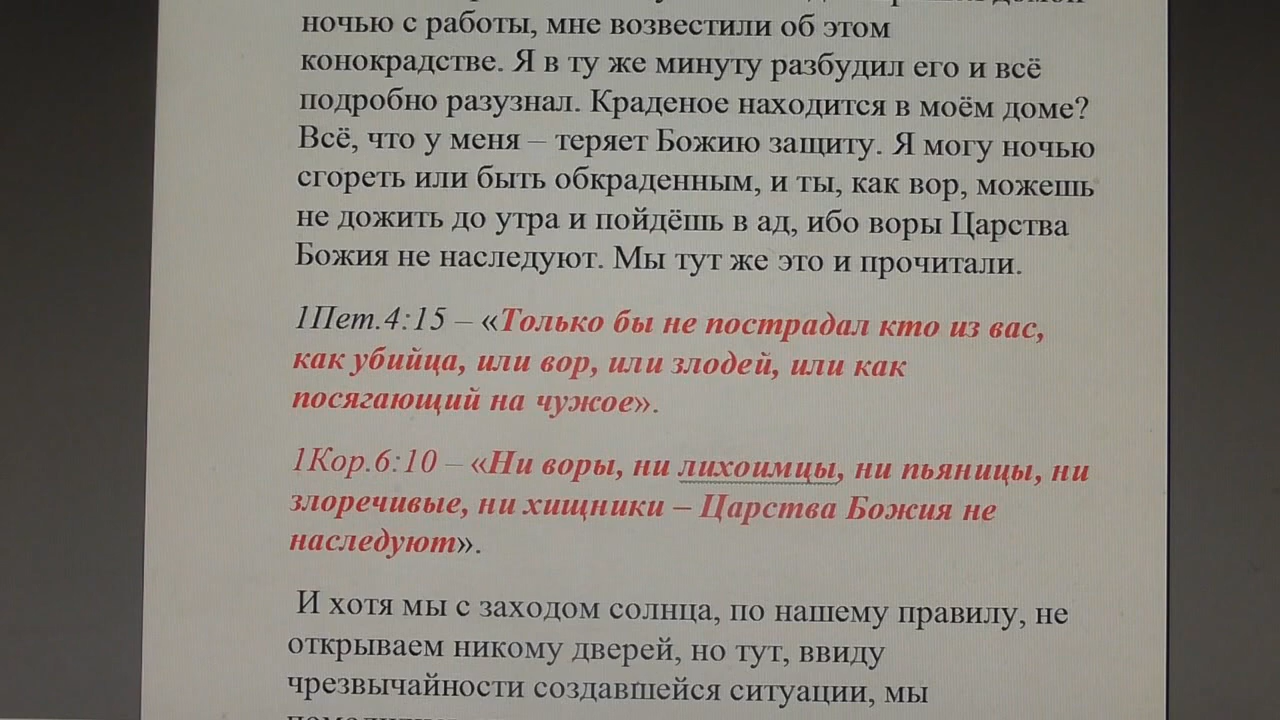 ночью с работы, мне возвестили об этом
конокрадстве. Я в ту же минуту разбудил его и всё
подробно разузнал. Краденое находится в моём доме?
Всё, что у меня – теряет Божию защиту. Я могу ночью
сгореть или быть обкраденным, и ты, как вор, можешь
не дожить до утра и пойдёшь в ад, ибо воры Царства
Божия не наследуют. Мы тут же это и прочитали.
1Пет.4:15 – «Только бы не пострадал кто из вас,
как убийца, или вор, или злодей, или как
посягающий на чужое».
1Кор.6:10 – «Ни воры, ни лихоимцы, ни пьяницы, ни
злоречивые, ни хищники – Царства Божия не
наследуют».
И хотя мы с заходом солнца, по нашему правилу, не
открываем никому дверей, но тут, ввиду
чрезвычайности создавшейся ситуации, мы